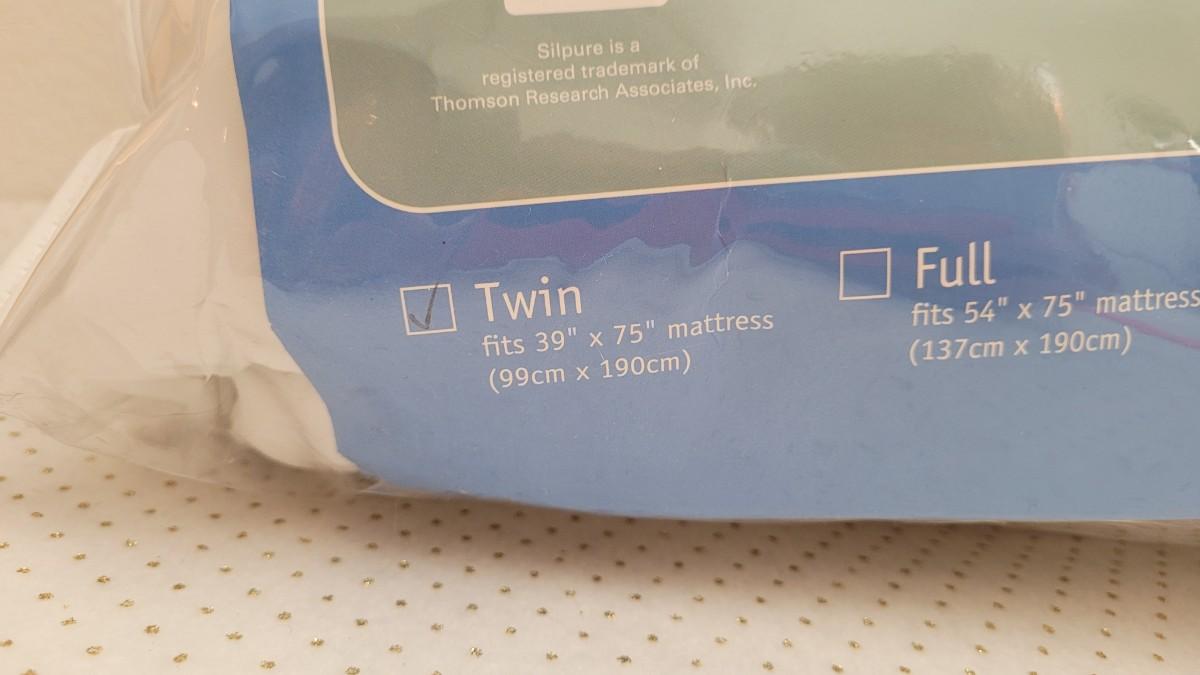 Silpure is a
registered trademark of
Thomson Research Associates, Inc.
Twin
fits 39" x 75" mattress
(99cm x 190cm)
Full
fits 54" x 75" mattress
(137cm x 190cm)